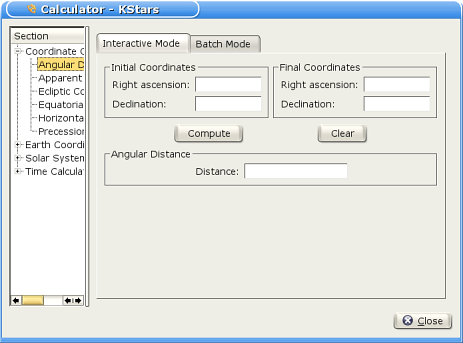 Calculator - KStars
Section
Coordinate C
Angular D
Apparent
Ecliptic Co
Equatoria
Horizonta
Precession
Earth Coordi
Solar System
Time Calcula
Interactive Mode Batch Mode
Initial Coordinates Final Coordinates
Right ascension: Right ascension:
Declination: Declination:
Compute Clear
Angular Distance
Distance:
Close